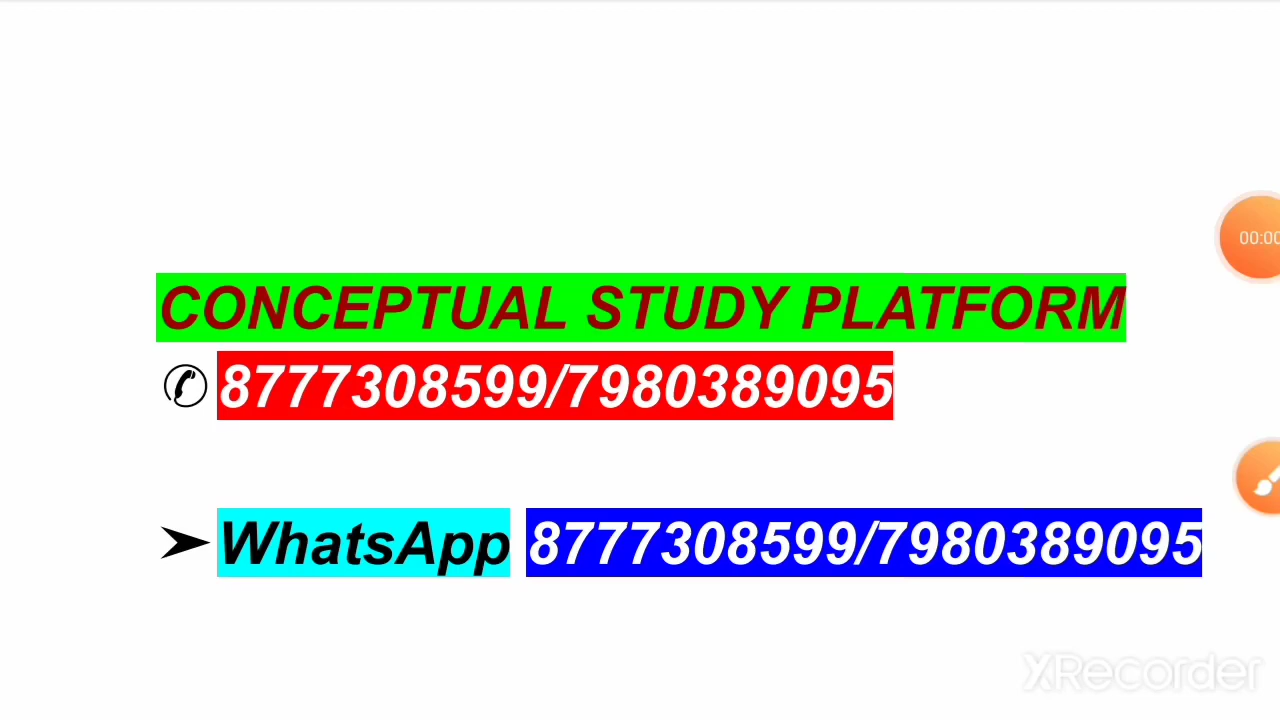 CONCEPTUAL STUDY PLATFORM
00:00
✆ 8777308599/7980389095
➤ WhatsApp 8777308599/7980389095
XRecorder